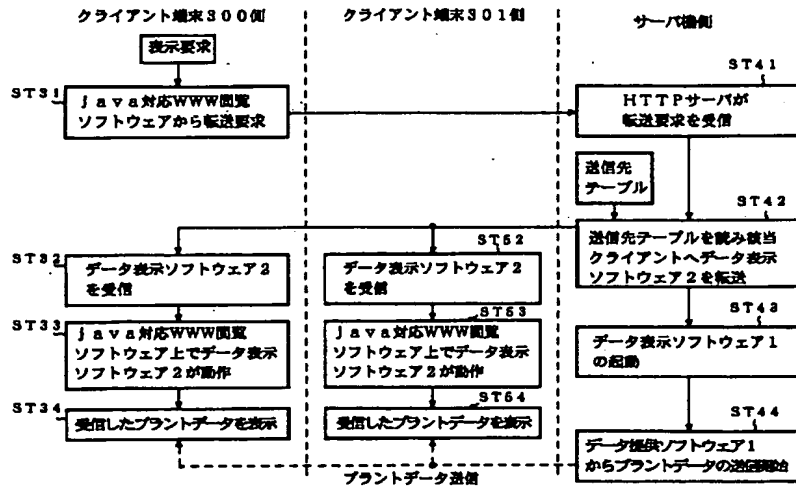 クライアント端末300側
クライアント端末301側
サーバ機側
表示要求
ST31
java対応WWW閲覧
ソフトウェアから転送要求
ST41
HTTPサーバが
転送要求を受信
送信先
テーブル
ST42
送信先テーブルを読み該当
クライアントへデータ表示
ソフトウェア2を転送
ST32
データ表示ソフトウェア2
を受信
ST52
データ表示ソフトウェア2
を受信
ST33
java対応WWW閲覧
ソフトウェア上でデータ表示
ソフトウェア2が動作
ST53
java対応WWW閲覧
ソフトウェア上でデータ表示
ソフトウェア2が動作
ST43
データ表示ソフトウェア1
の起動
ST34
受信したプラントデータを表示
ST54
受信したプラントデータを表示
ST44
データ提供ソフトウェア1
からプラントデータの送信開始
プラントデータ送信